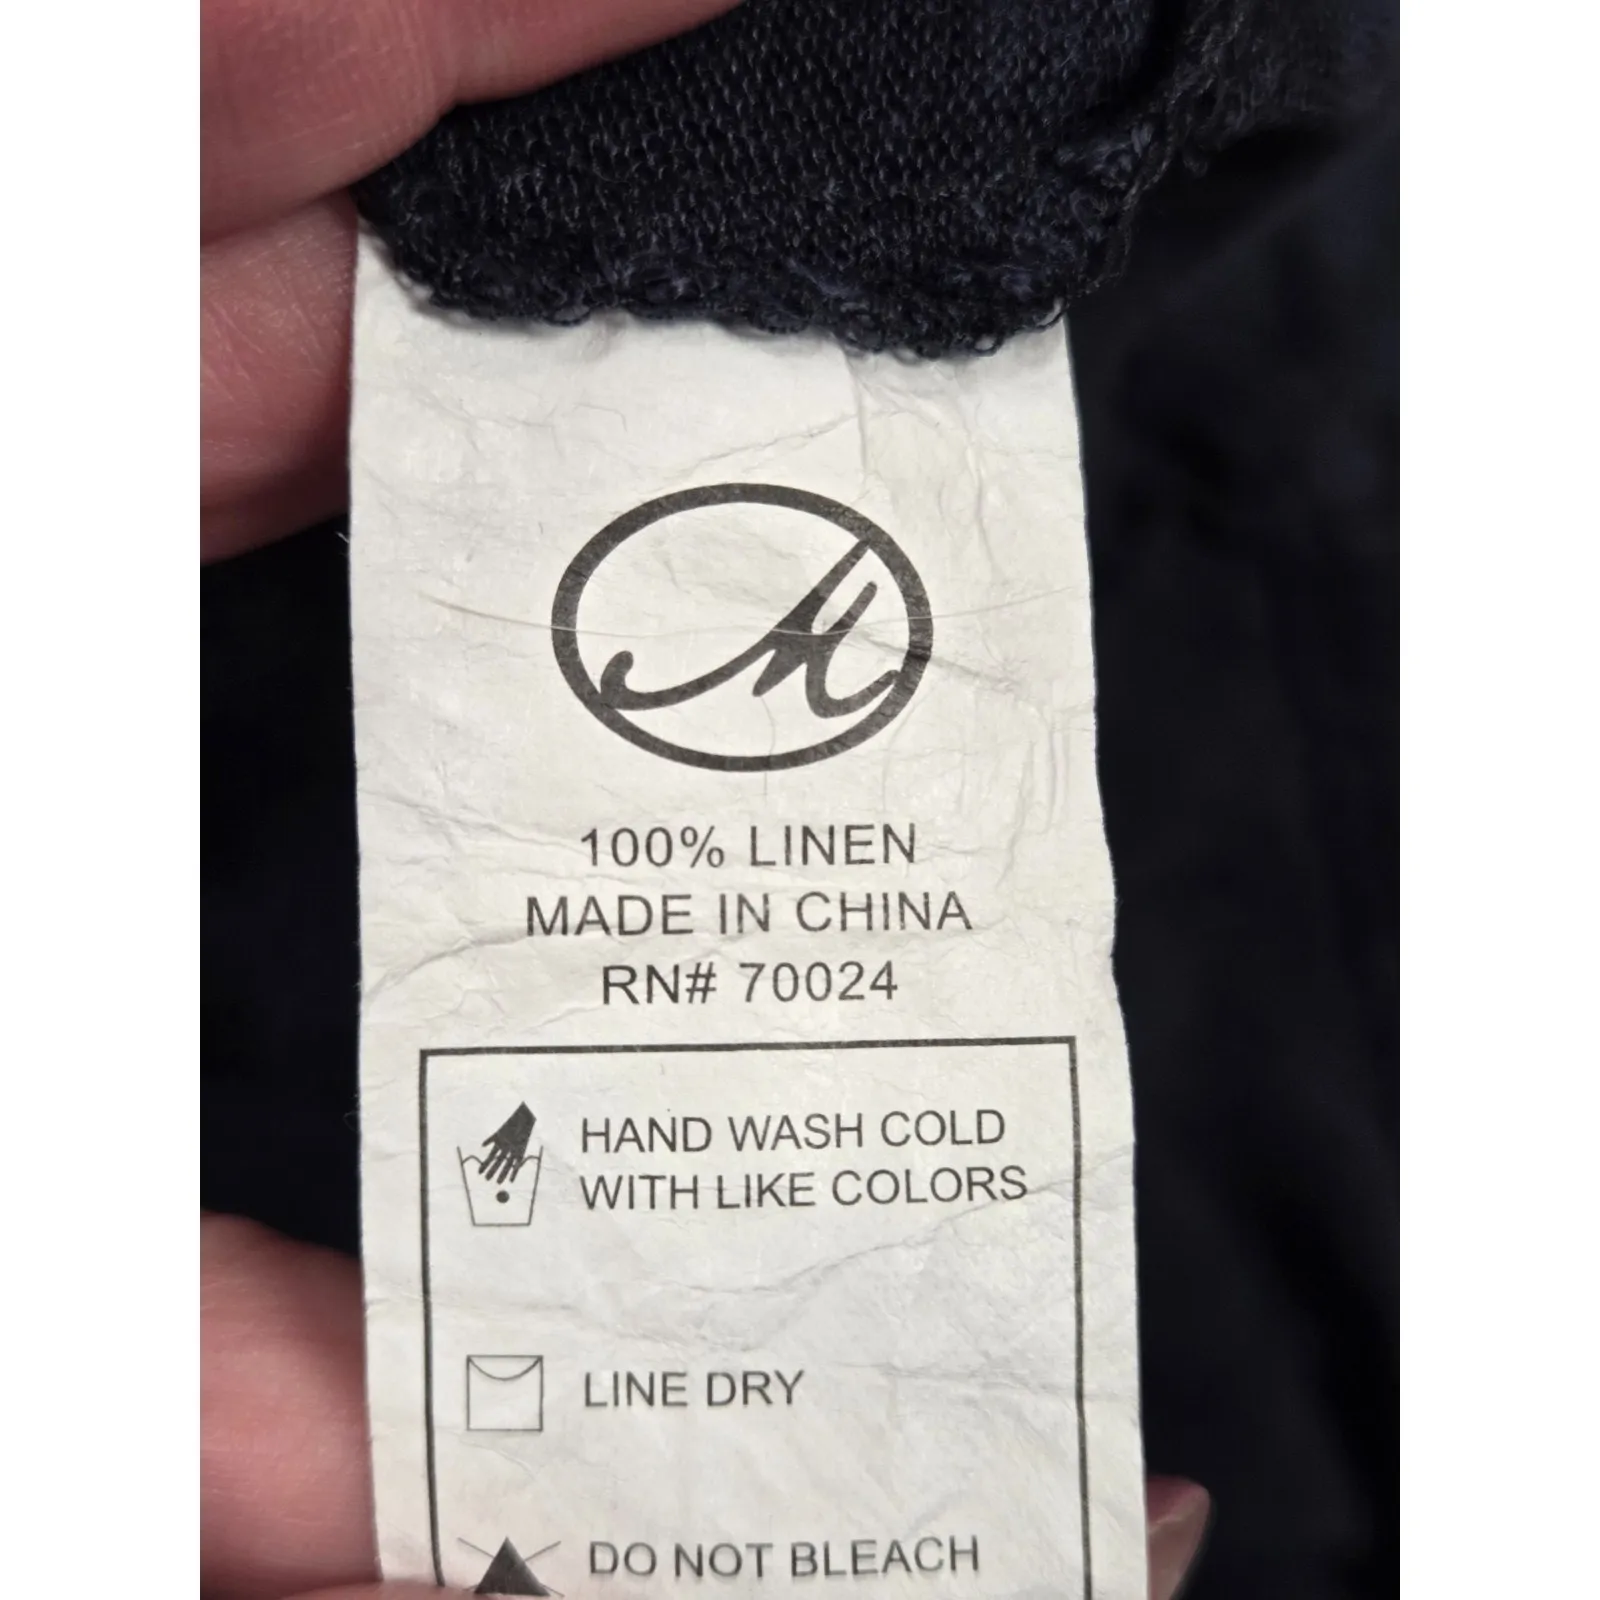 M
100% LINEN
MADE IN CHINA
RN# 70024
HAND WASH COLD
WITH LIKE COLORS
LINE DRY
DO NOT BLEACH